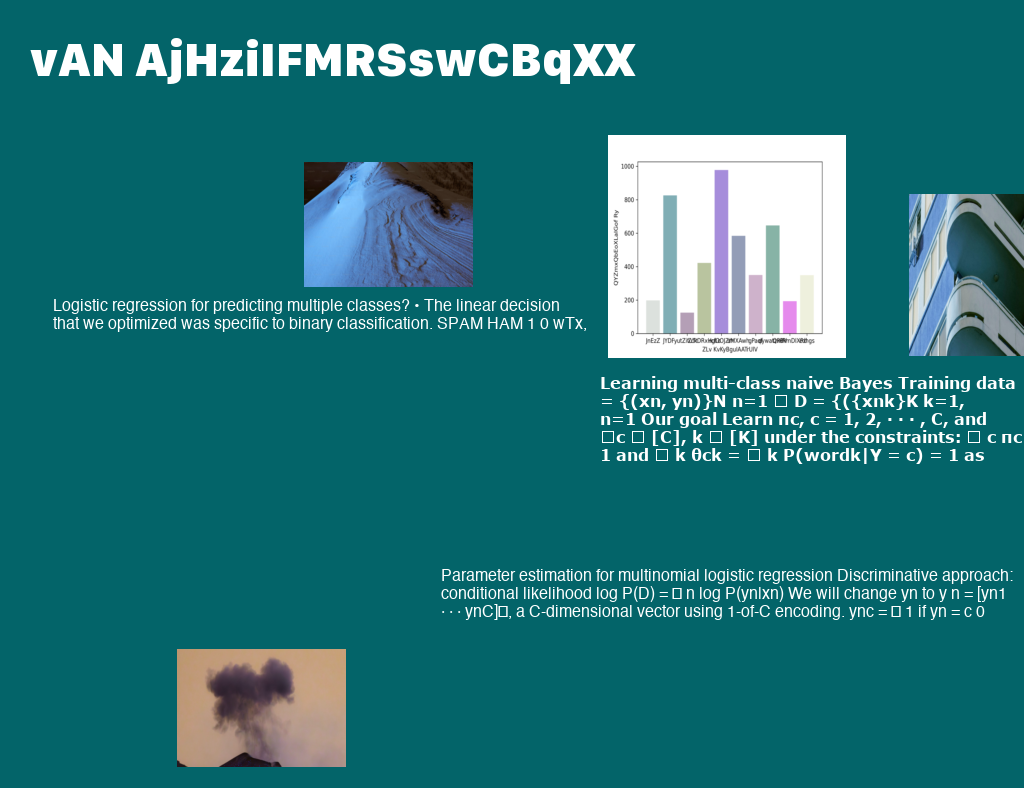 vAN AjHziIFMRSswCBqXX
1000
800
600
400
200
0
JnEzZ
ZLv KvKyBguIAATrUIV
Logistic regression for predicting multiple classes? • The linear decision
that we optimized was specific to binary classification. SPAM HAM 1 0 wTx,
Learning multi-class naive Bayes Training data
= {(xn, yn)}N n=1 □ D = {({xnk}K k=1,
n=1 Our goal Learn πc, c = 1, 2, · · · , C, and
□c □ [C], k □ [K] under the constraints: □ c πc
1 and □ k θck = □ k P(wordk|Y = c) = 1 as
Parameter estimation for multinomial logistic regression Discriminative approach:
conditional likelihood log P(D) = □ n log P(yn|xn) We will change yn to y n = [yn1
· · · ynC]□, a C-dimensional vector using 1-of-C encoding. ync = □ 1 if yn = c 0